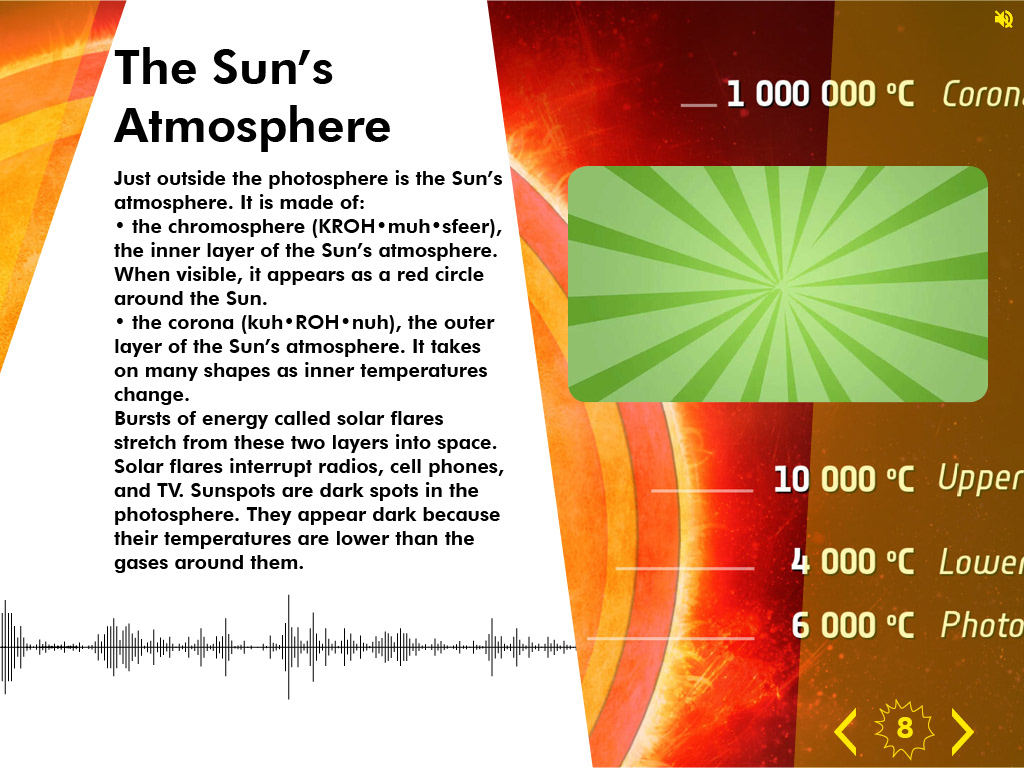 The Sun’s
Atmosphere
Just outside the photosphere is the Sun’s
atmosphere. It is made of:
• the chromosphere (KROH•muh•sfeer),
the inner layer of the Sun’s atmosphere.
When visible, it appears as a red circle
around the Sun.
• the corona (kuh•ROH•nuh), the outer
layer of the Sun’s atmosphere. It takes
on many shapes as inner temperatures
change.
Bursts of energy called solar flares
stretch from these two layers into space.
Solar flares interrupt radios, cell phones,
and TV. Sunspots are dark spots in the
photosphere. They appear dark because
their temperatures are lower than the
gases around them.
1 000 000 ºC Corona
10 000 ºC Upper
4 000 ºC Lower
6 000 ºC Photo
8